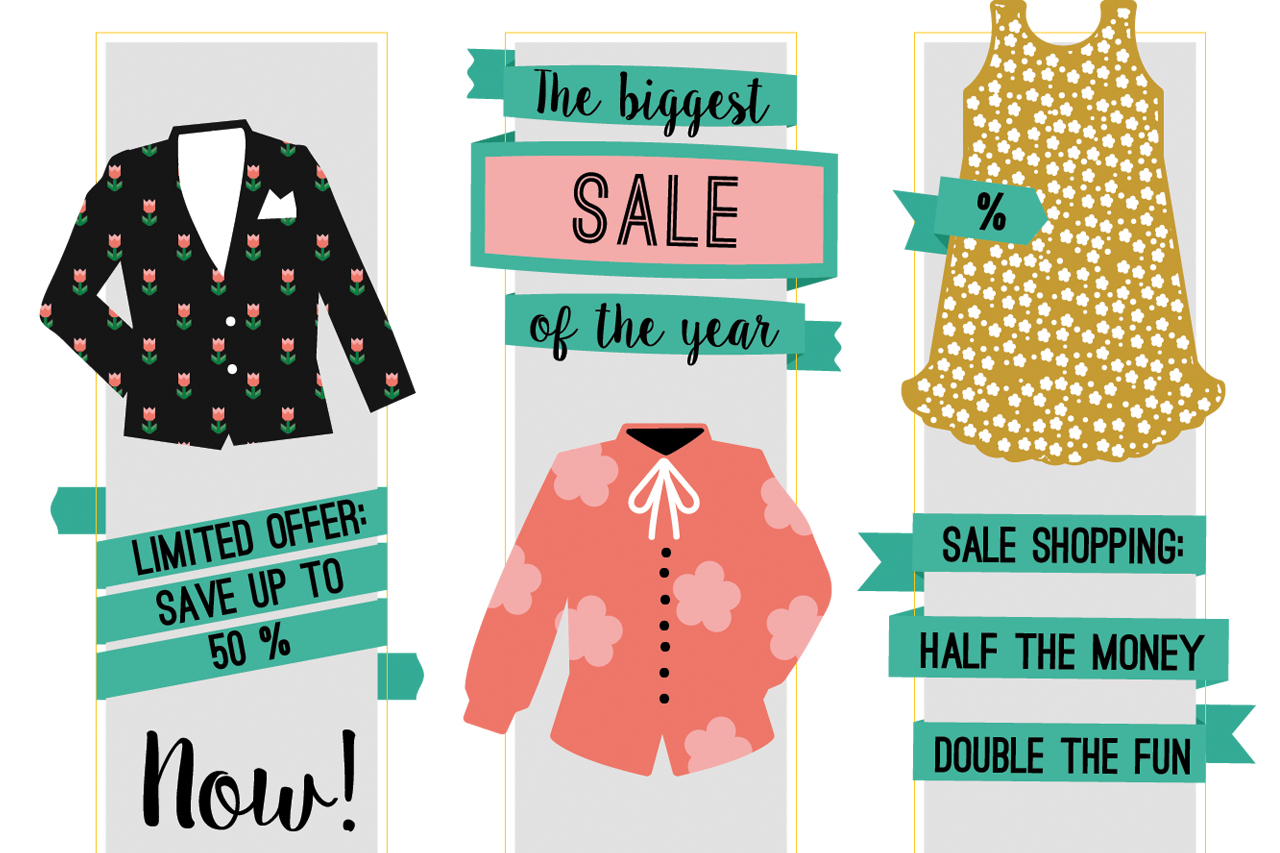 LIMITED OFFER:
SAVE UP TO
50 %
Now!
The biggest
SALE
of the year
%
SALE SHOPPING:
HALF THE MONEY
DOUBLE THE FUN